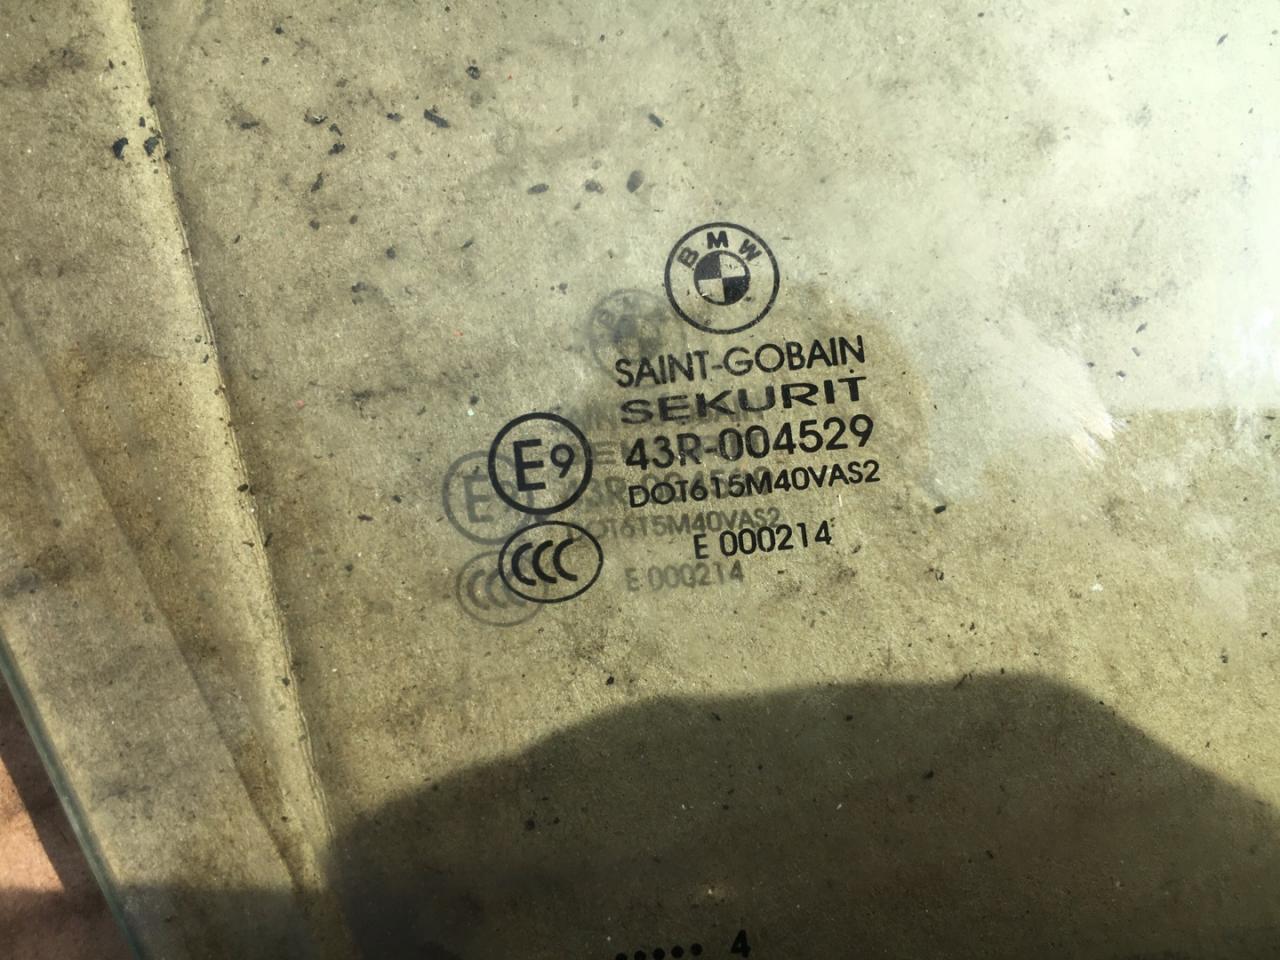 BMW
SAINT-GOBAIN
SEKURIT
E9
43R-004529
DOT615M40VAS2
CCC
E 000214
..... 4